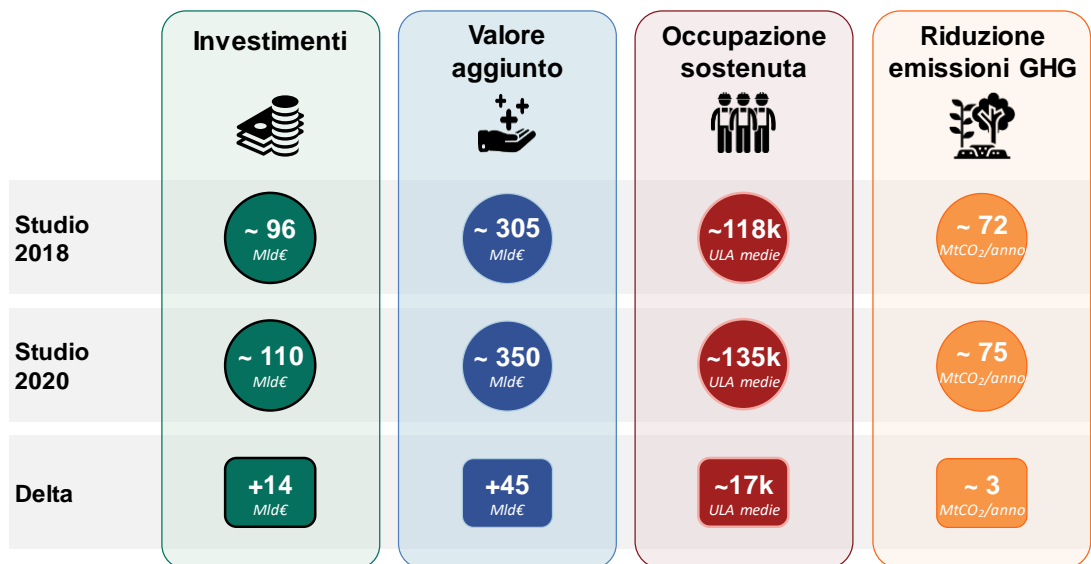 Investimenti
Valore
aggiunto
Occupazione
sostenuta
Riduzione
emissioni GHG
Studio
2018
~ 96
Mld€
~ 305
Mld€
~118k
ULA medie
~ 72
MtCO₂/anno
Studio
2020
~ 110
Mld€
~ 350
Mld€
~135k
ULA medie
~ 75
MtCO₂/anno
Delta
+14
Mld€
+45
Mld€
~17k
ULA medie
~ 3
MtCO₂/anno